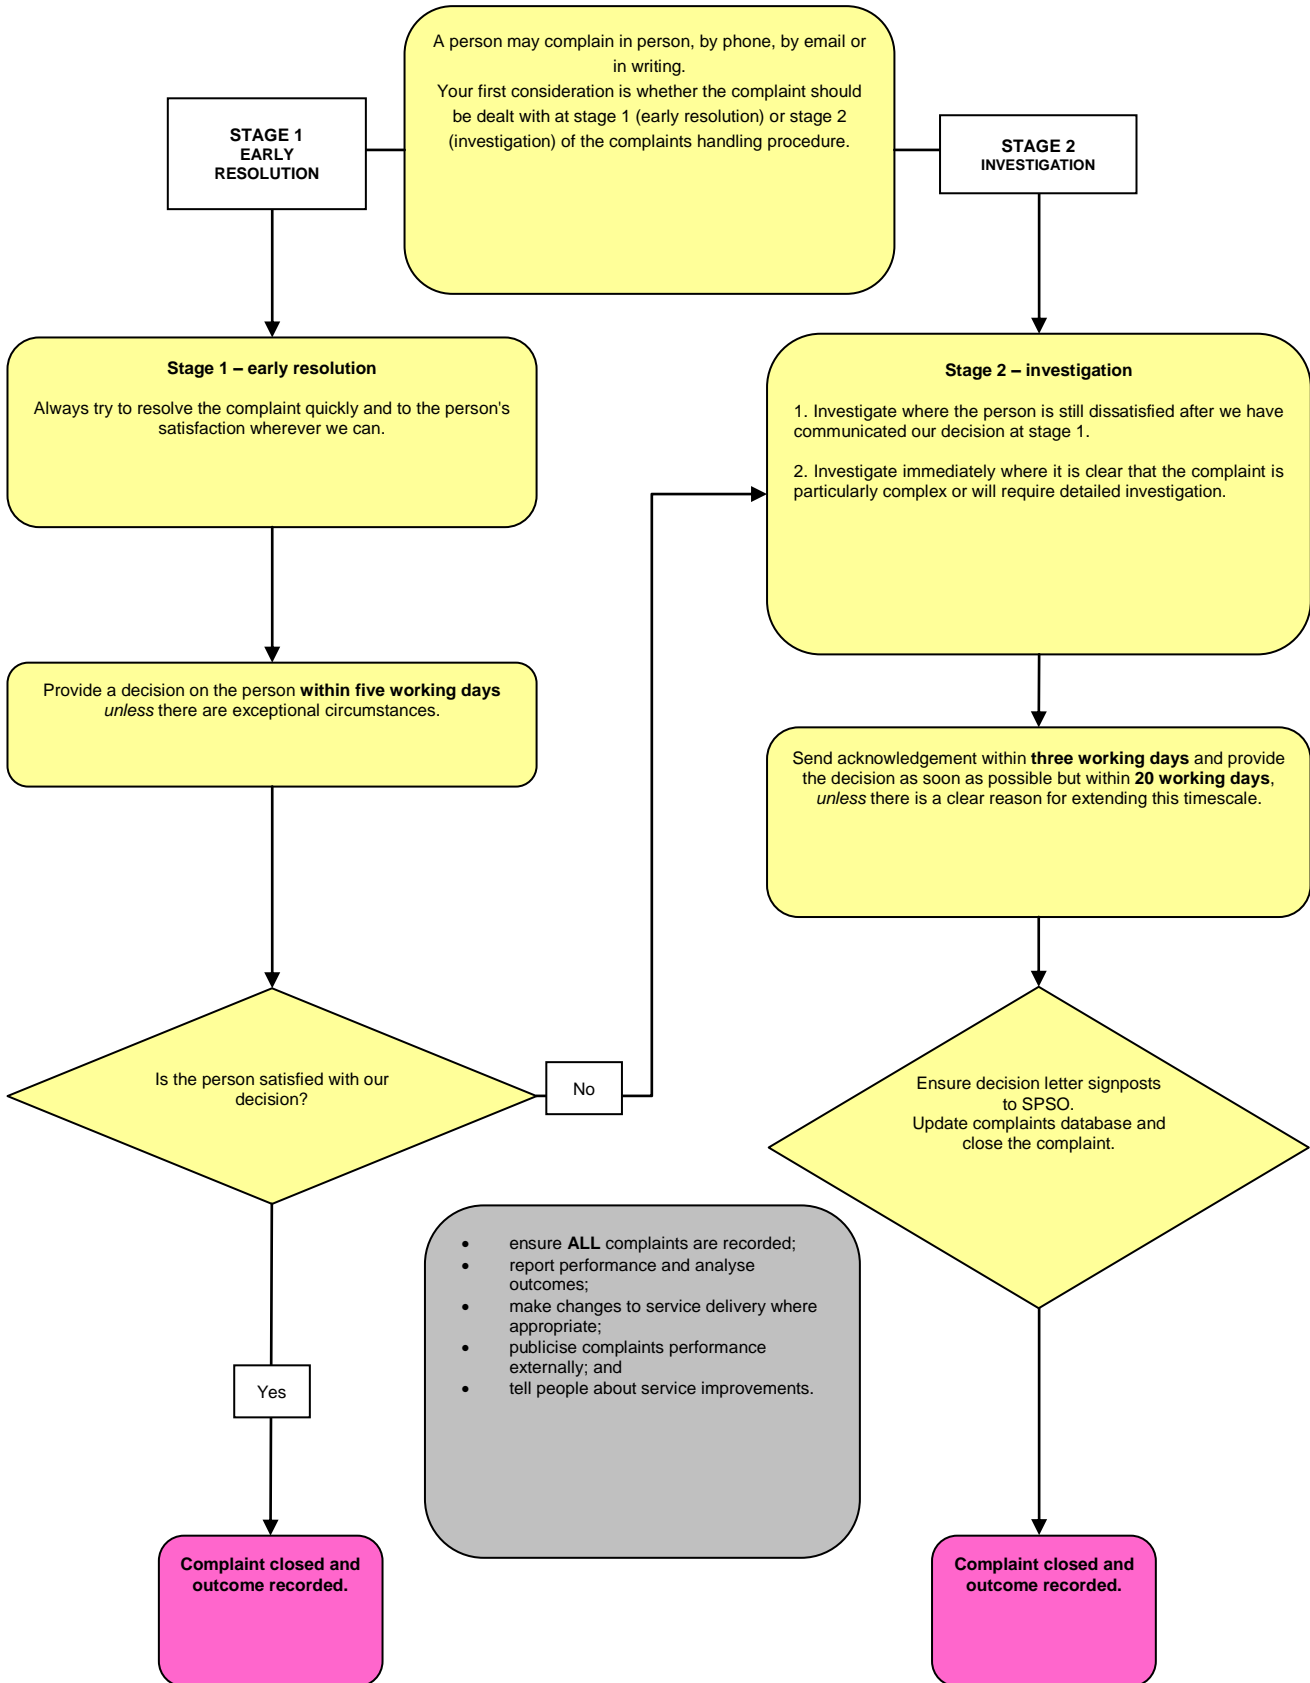 A person may complain in person, by phone, by email or
in writing.
Your first consideration is whether the complaint should
be dealt with at stage 1 (early resolution) or stage 2
(investigation) of the complaints handling procedure.
STAGE 1
EARLY
RESOLUTION
STAGE 2
INVESTIGATION
Stage 1 – early resolution
Always try to resolve the complaint quickly and to the person's
satisfaction wherever we can.
Stage 2 – investigation
1. Investigate where the person is still dissatisfied after we have
communicated our decision at stage 1.
2. Investigate immediately where it is clear that the complaint is
particularly complex or will require detailed investigation.
Provide a decision on the person within five working days
unless there are exceptional circumstances.
Send acknowledgement within three working days and provide
the decision as soon as possible but within 20 working days,
unless there is a clear reason for extending this timescale.
Is the person satisfied with our
decision?
No
Ensure decision letter signposts
to SPSO.
Update complaints database and
close the complaint.
• ensure ALL complaints are recorded;
• report performance and analyse
outcomes;
• make changes to service delivery where
appropriate;
• publicise complaints performance
externally; and
• tell people about service improvements.
Yes
Complaint closed and
outcome recorded.
Complaint closed and
outcome recorded.